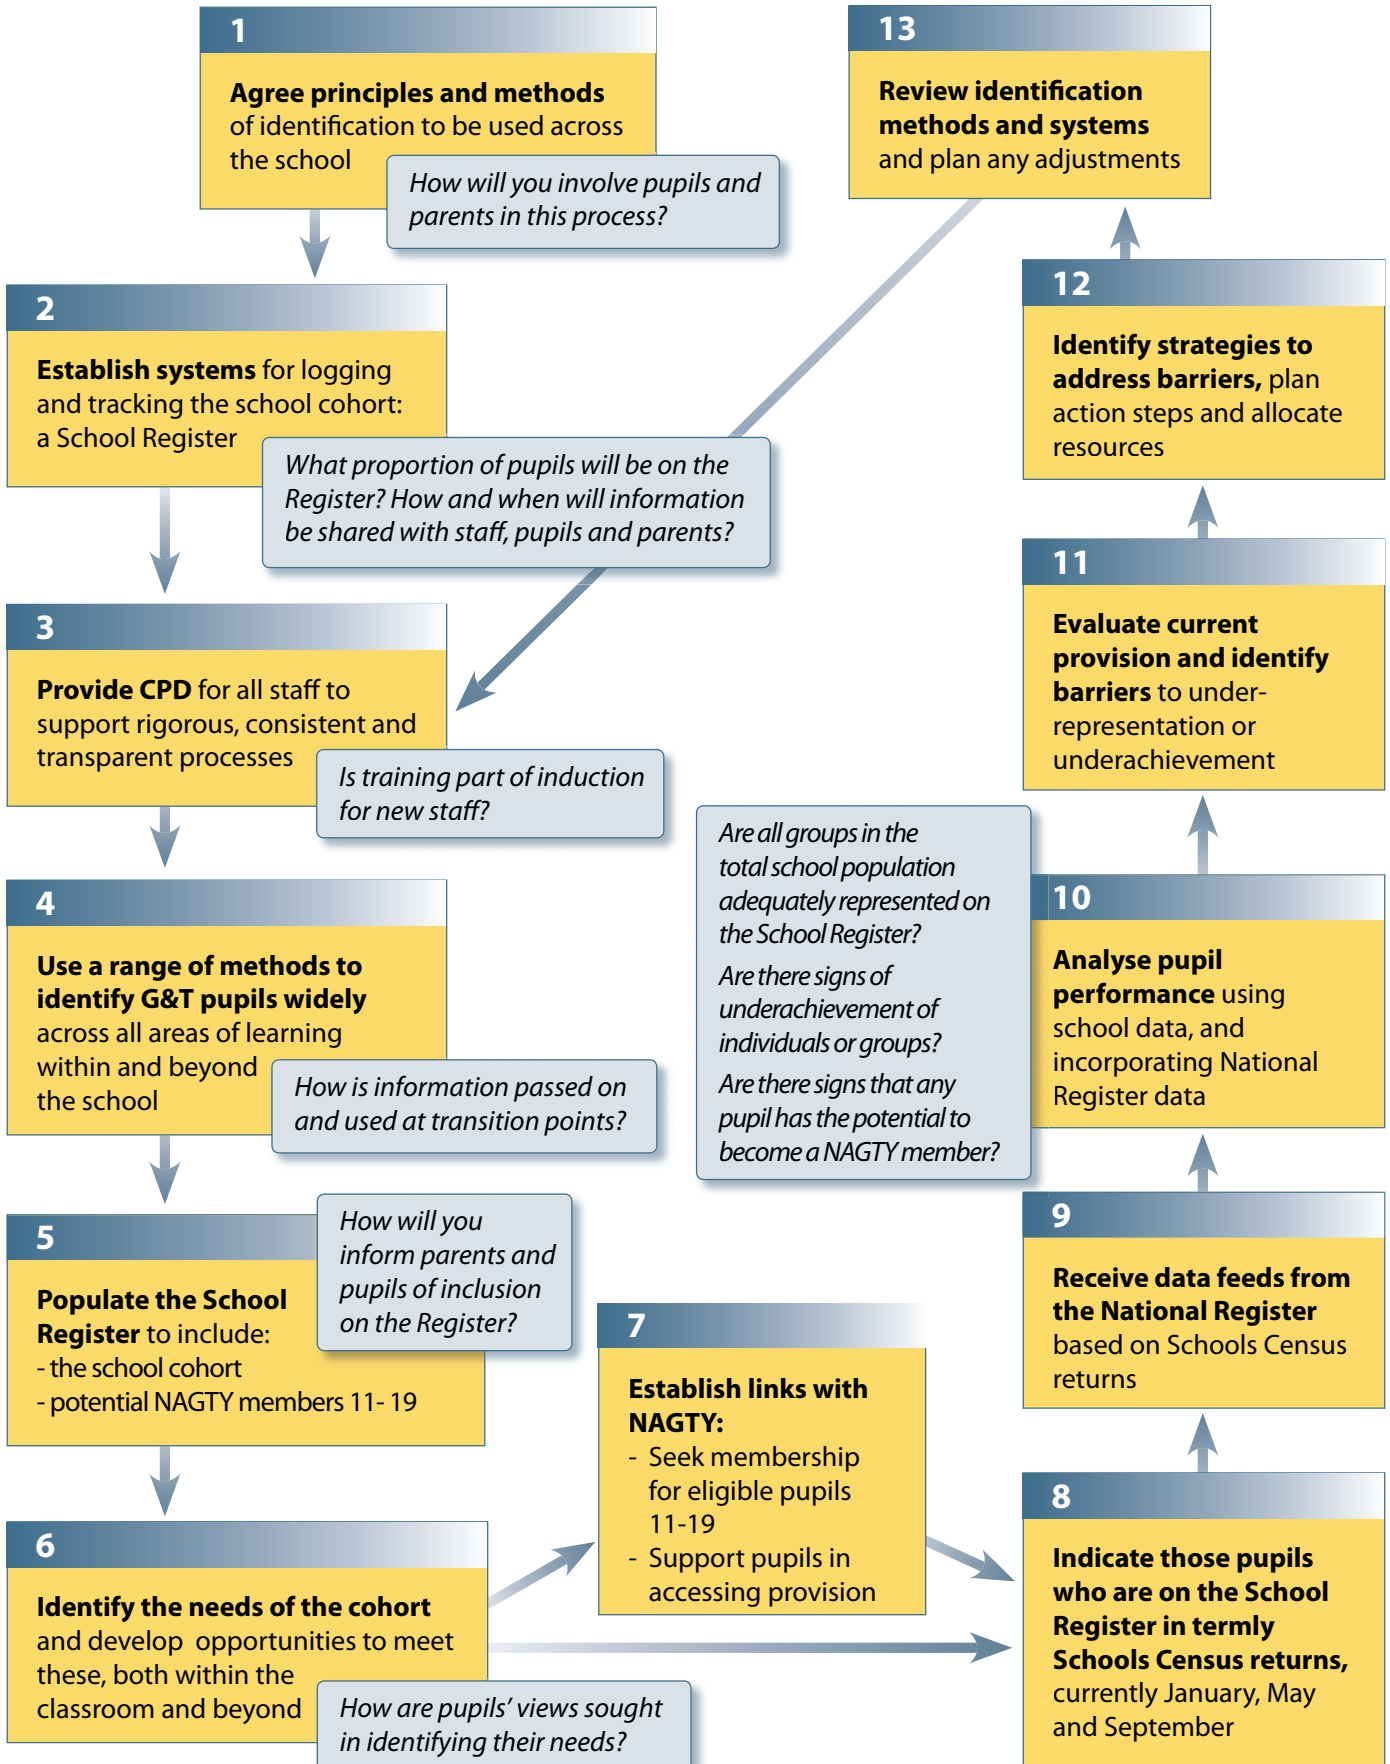 1
Agree principles and methods
of identification to be used across
the school
How will you involve pupils and
parents in this process?
2
Establish systems for logging
and tracking the school cohort:
a School Register
What proportion of pupils will be on the
Register? How and when will information
be shared with staff, pupils and parents?
3
Provide CPD for all staff to
support rigorous, consistent and
transparent processes
Is training part of induction
for new staff?
4
Use a range of methods to
identify G&T pupils widely
across all areas of learning
within and beyond
the school
How is information passed on
and used at transition points?
5
Populate the School
Register to include:
- the school cohort
- potential NAGTY members 11- 19
How will you
inform parents and
pupils of inclusion
on the Register?
6
Identify the needs of the cohort
and develop opportunities to meet
these, both within the
classroom and beyond
How are pupils' views sought
in identifying their needs?
7
Establish links with
NAGTY:
- Seek membership
for eligible pupils
11-19
- Support pupils in
accessing provision
8
Indicate those pupils
who are on the School
Register in termly
Schools Census returns,
currently January, May
and September
9
Receive data feeds from
the National Register
based on Schools Census
returns
10
Analyse pupil
performance using
school data, and
incorporating National
Register data
Are all groups in the
total school population
adequately represented on
the School Register?
Are there signs of
underachievement of
individuals or groups?
Are there signs that any
pupil has the potential to
become a NAGTY member?
11
Evaluate current
provision and identify
barriers to under-
representation or
underachievement
12
Identify strategies to
address barriers, plan
action steps and allocate
resources
13
Review identification
methods and systems
and plan any adjustments